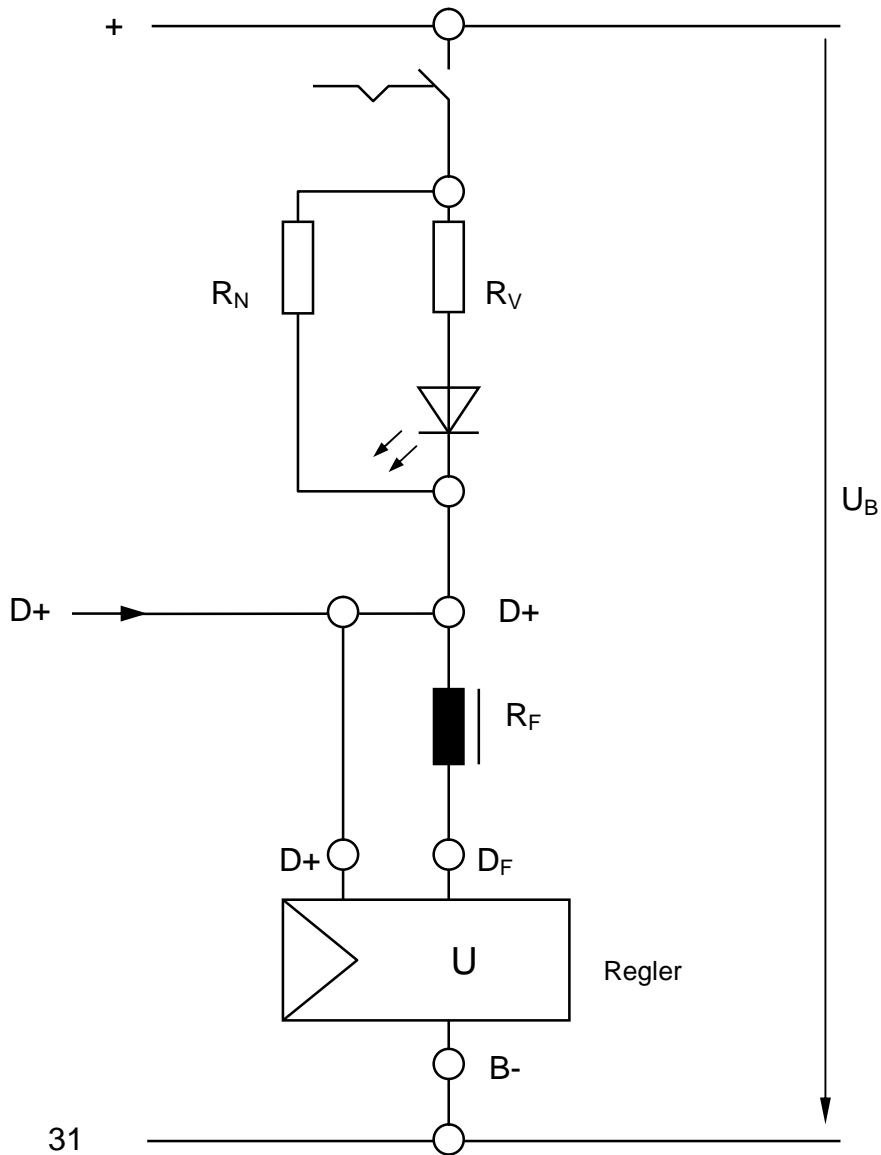 +
R_N
R_V
U_B
D+
D+
R_F
D+
D_F
U
Regler
B-
31